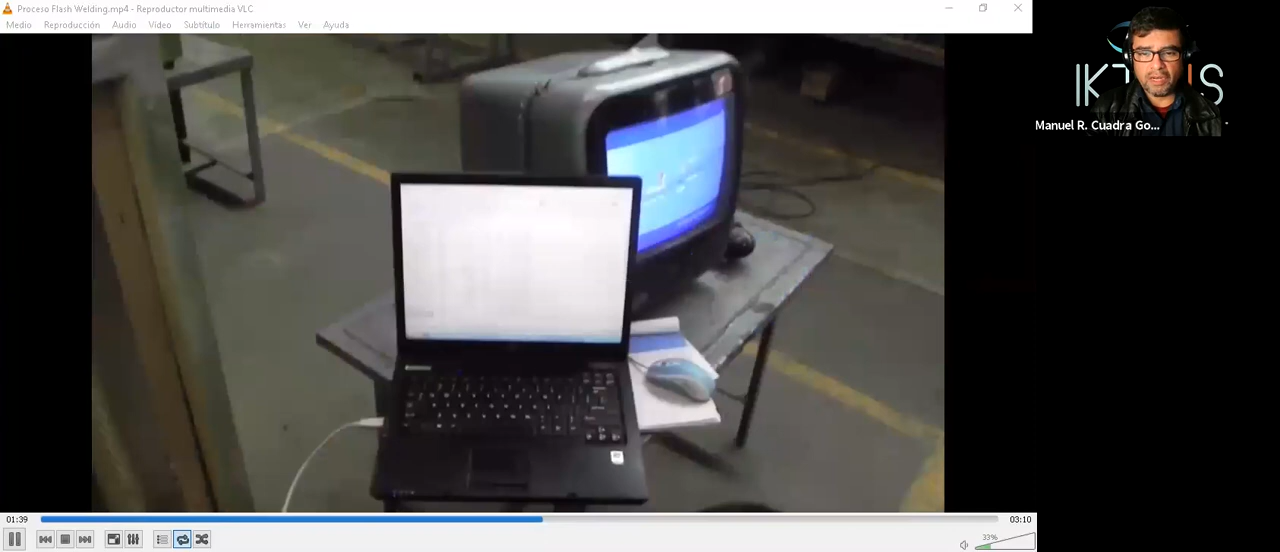 Proceso Flash Welding.mp4 - Reproductor multimedia VLC
Medio Reproducción Audio Vídeo Subtítulo Herramientas Ver Ayuda
Manuel R. Cuadra Go...
01:39
03:10
33%